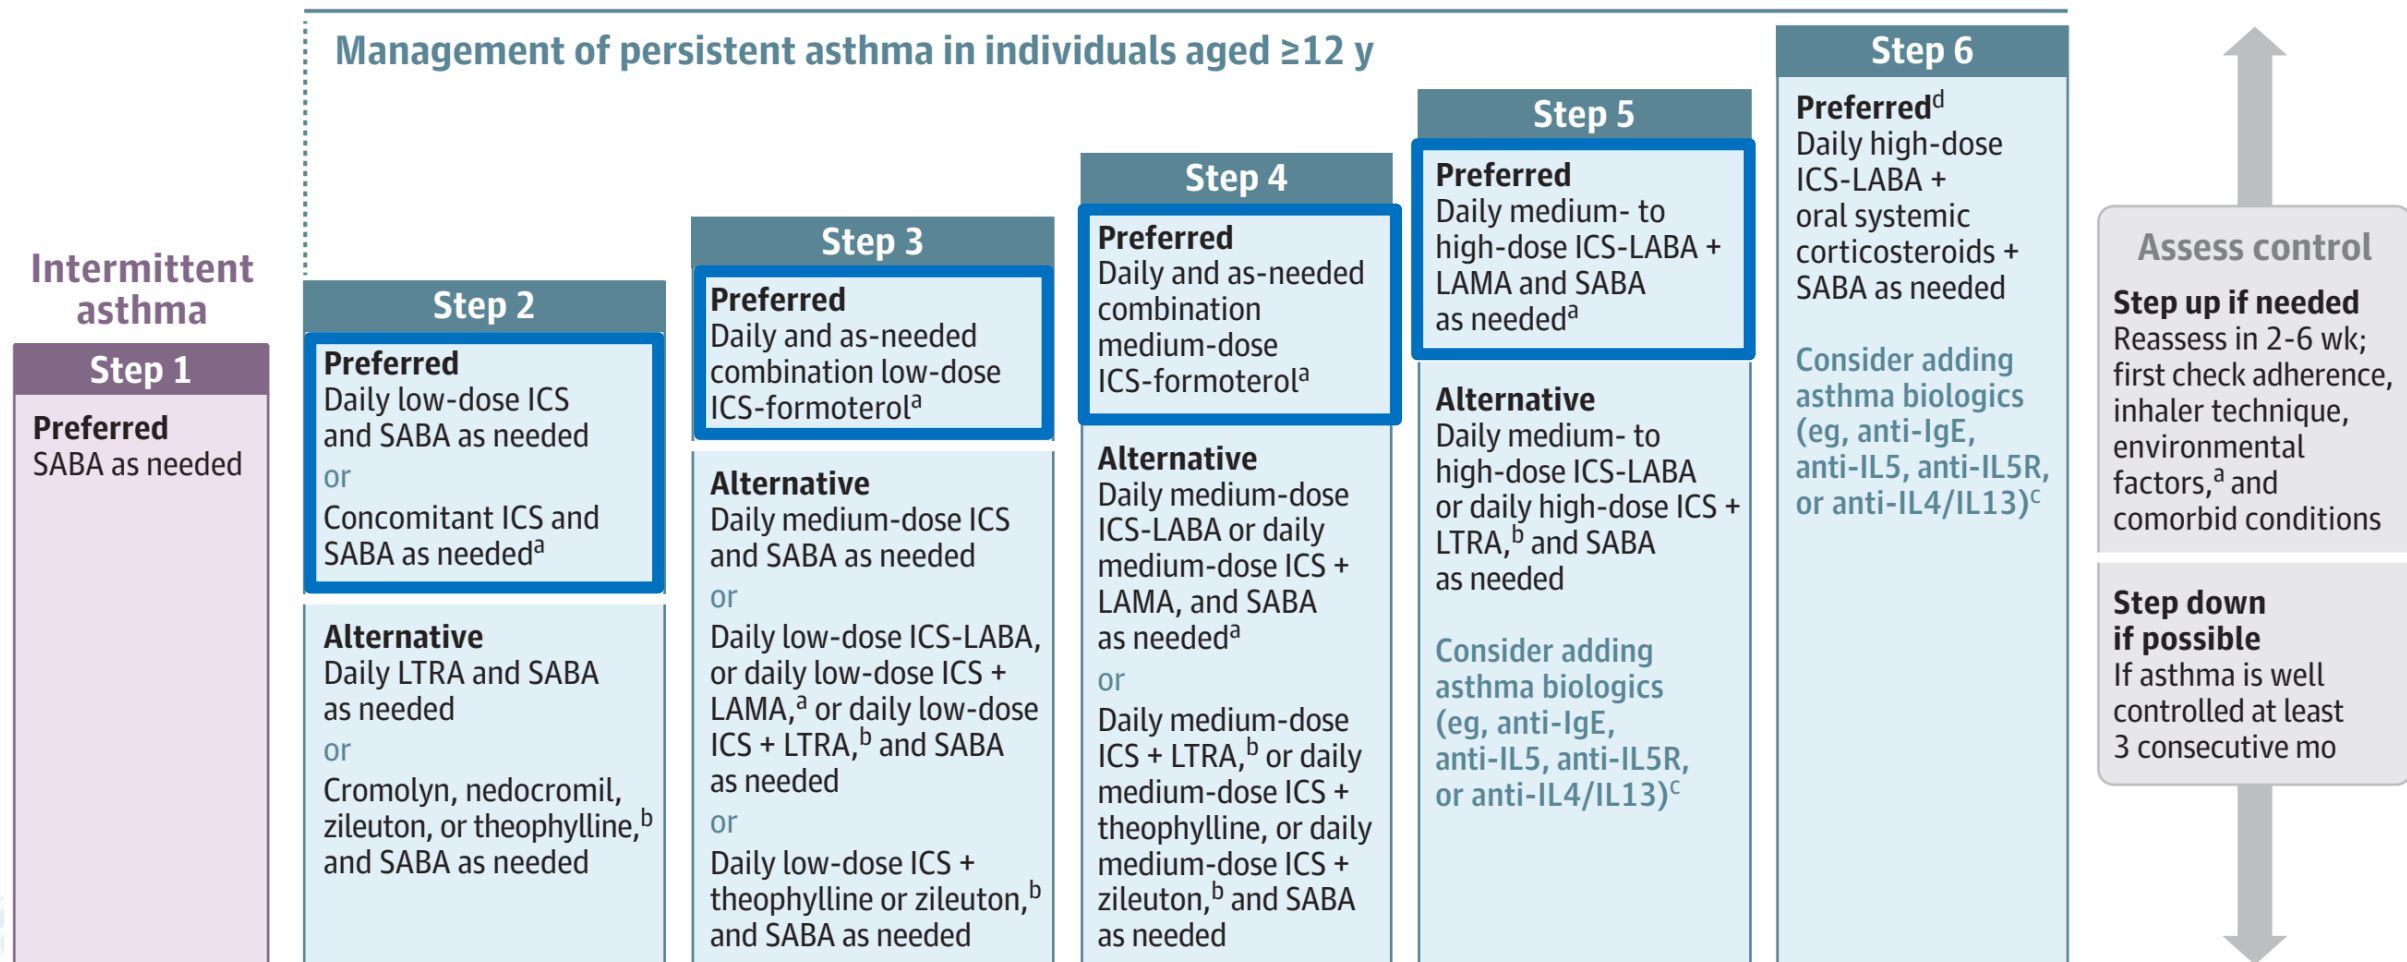 Management of persistent asthma in individuals aged ≥12 y
Intermittent
asthma
Step 1
Preferred
SABA as needed
Step 2
Preferred
Daily low-dose ICS
and SABA as needed
or
Concomitant ICS and
SABA as neededᵃ
Alternative
Daily LTRA and SABA
as needed
or
Cromolyn, nedocromil,
zileuton, or theophylline,ᵇ
and SABA as needed
Step 3
Preferred
Daily and as-needed
combination low-dose
ICS-formoterolᵃ
Alternative
Daily medium-dose ICS
and SABA as needed
or
Daily low-dose ICS-LABA,
or daily low-dose ICS +
LAMA,ᵃ or daily low-dose
ICS + LTRA,ᵇ and SABA
as needed
or
Daily low-dose ICS +
theophylline or zileuton,ᵇ
and SABA as needed
Step 4
Preferred
Daily and as-needed
combination
medium-dose
ICS-formoterolᵃ
Alternative
Daily medium-dose
ICS-LABA or daily
medium-dose ICS +
LAMA, and SABA
as neededᵃ
or
Daily medium-dose
ICS + LTRA,ᵇ or daily
medium-dose ICS +
theophylline, or daily
medium-dose ICS +
zileuton,ᵇ and SABA
as needed
Step 5
Preferred
Daily medium- to
high-dose ICS-LABA +
LAMA and SABA
as neededᵃ
Alternative
Daily medium- to
high-dose ICS-LABA
or daily high-dose ICS +
LTRA,ᵇ and SABA
as needed
Consider adding
asthma biologics
(eg, anti-IgE,
anti-IL5, anti-IL5R,
or anti-IL4/IL13)ᶜ
Step 6
Preferredᵈ
Daily high-dose
ICS-LABA +
oral systemic
corticosteroids +
SABA as needed
Consider adding
asthma biologics
(eg, anti-IgE,
anti-IL5, anti-IL5R,
or anti-IL4/IL13)ᶜ
Assess control
Step up if needed
Reassess in 2-6 wk;
first check adherence,
inhaler technique,
environmental
factors,ᵃ and
comorbid conditions
Step down
if possible
If asthma is well
controlled at least
3 consecutive mo